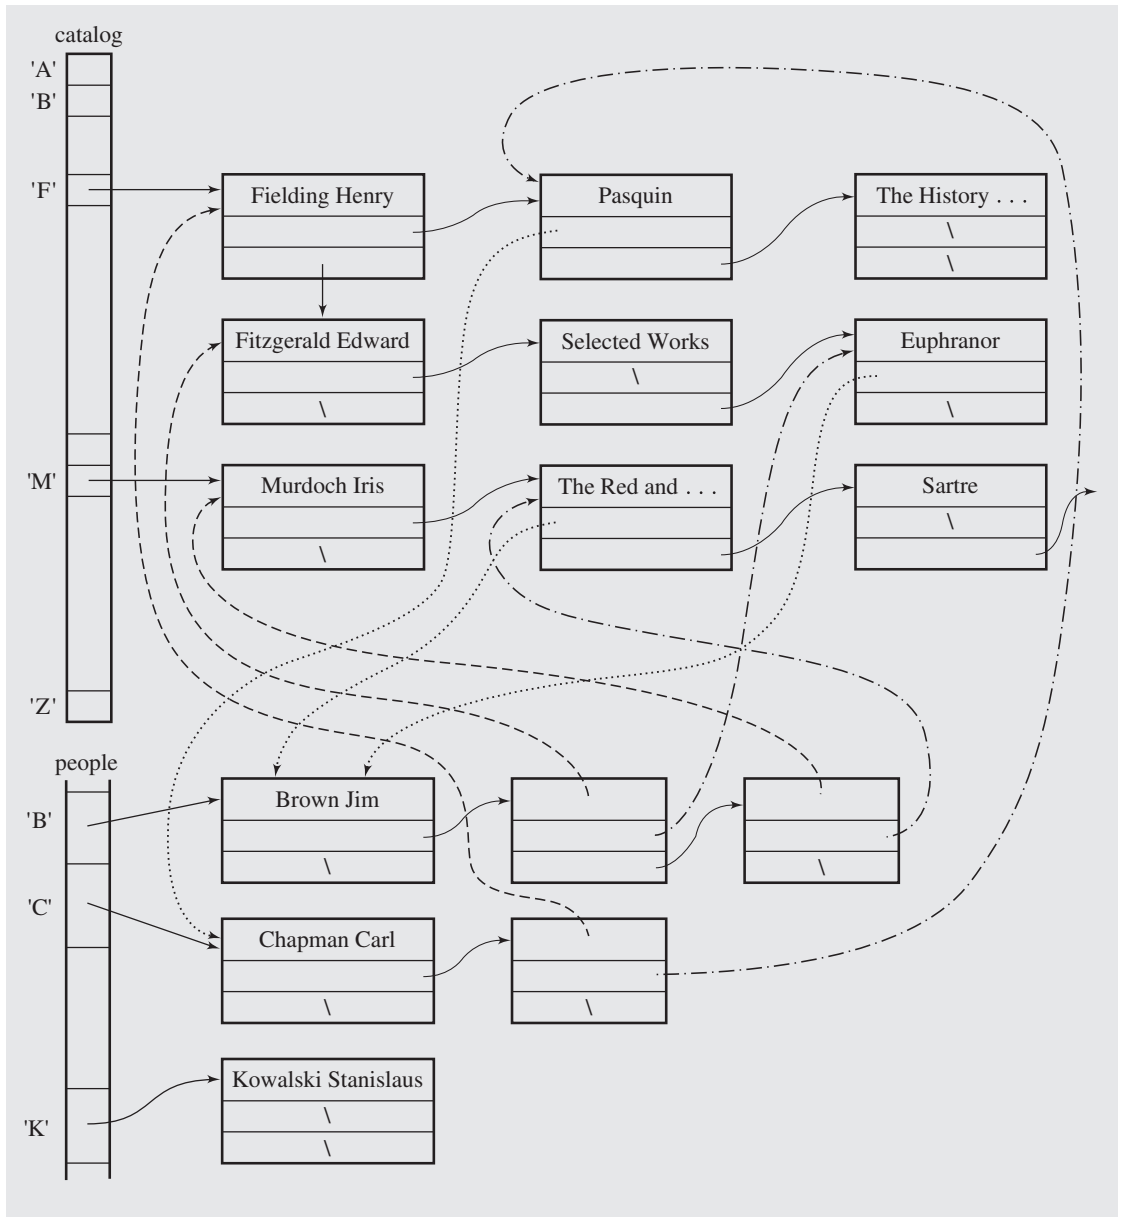 catalog
'A'
'B'
'F'
Fielding Henry
Pasquin
The History . . .
\
\
Fitzgerald Edward
Selected Works
Euphranor
\
\
\
'M'
Murdoch Iris
The Red and . . .
Sartre
\
\
'Z'
people
'B'
Brown Jim
\
\
'C'
Chapman Carl
\
\
Kowalski Stanislaus
\
'K'
\